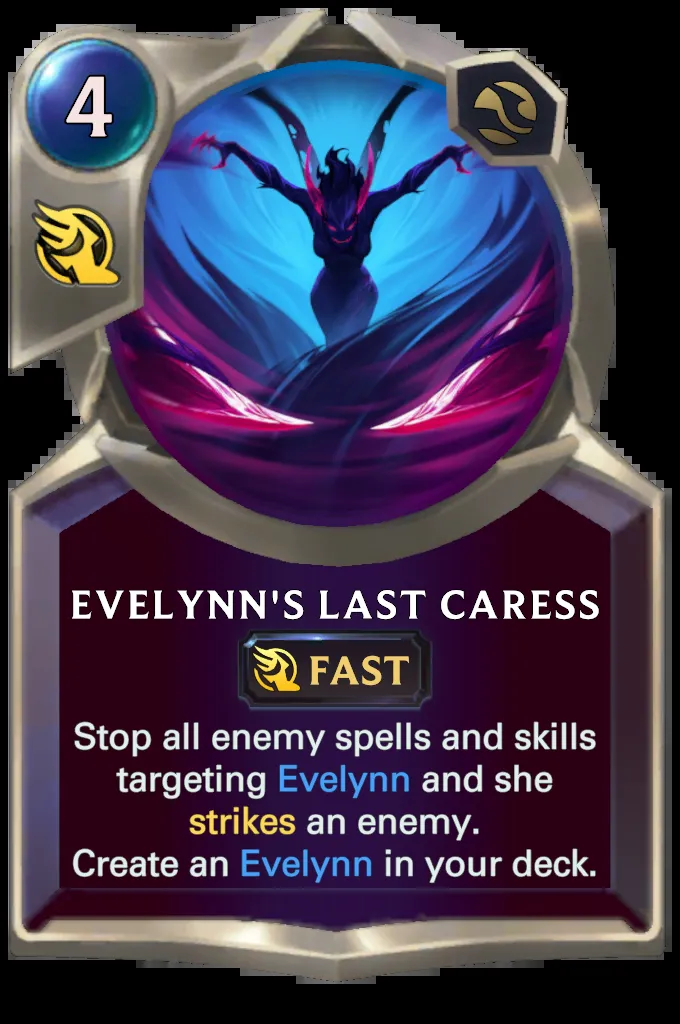 4
EVELYNN'S LAST CARESS
FAST
Stop all enemy spells and skills
targeting Evelynn and she
strikes an enemy.
Create an Evelynn in your deck.